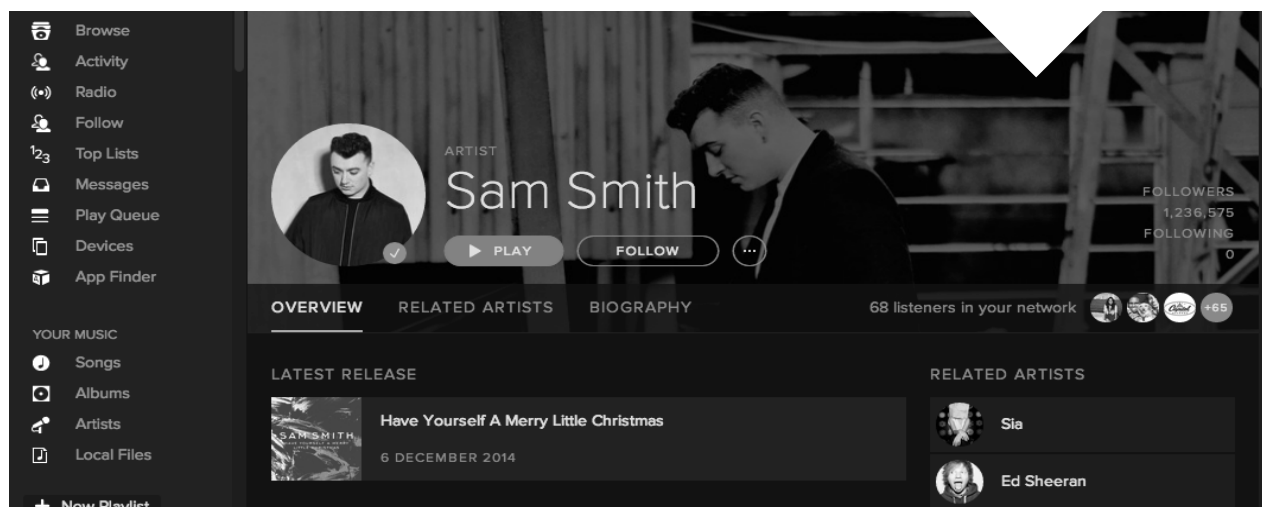 Browse
Activity
Radio
Follow
Top Lists
Messages
Play Queue
Devices
App Finder
YOUR MUSIC
Songs
Albums
Artists
Local Files
+ New Playlist
ARTIST
Sam Smith
PLAY
FOLLOW
FOLLOWERS
1,236,575
FOLLOWING
0
OVERVIEW RELATED ARTISTS BIOGRAPHY
68 listeners in your network
+65
LATEST RELEASE
SAM SMITH
Have Yourself A Merry Little Christmas
6 DECEMBER 2014
RELATED ARTISTS
Sia
Ed Sheeran